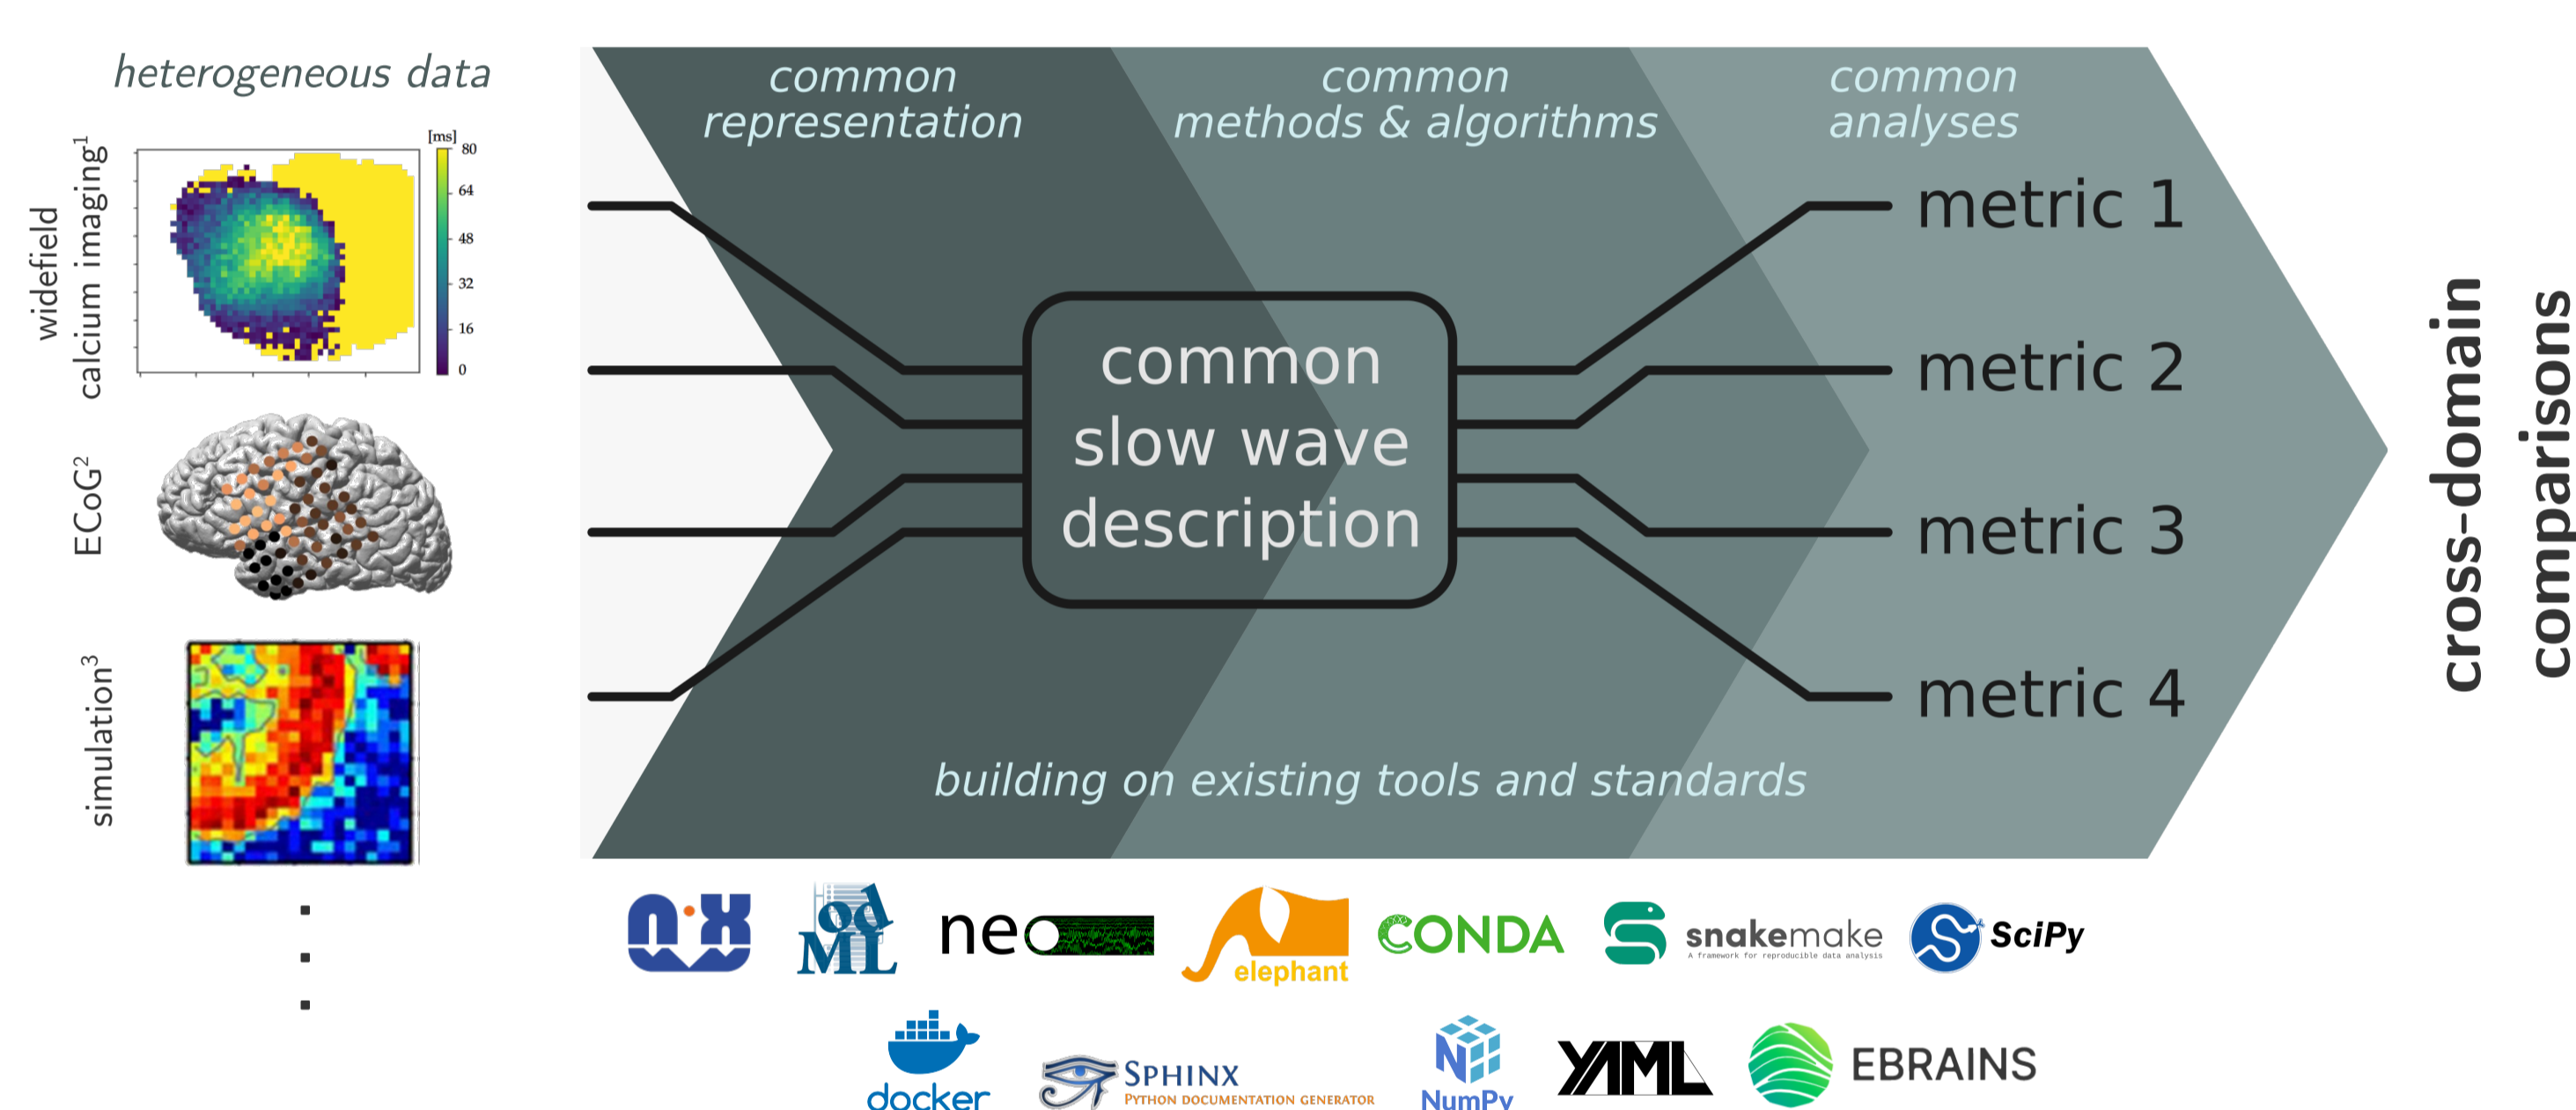 heterogeneous data
widefield
calcium imaging¹
[ms]
80
64
48
32
16
0
ECoG²
simulation³
common
representation
common
methods & algorithms
common
analyses
common
slow wave
description
metric 1
metric 2
metric 3
metric 4
building on existing tools and standards
cross-domain
comparisons
nix
odML
neo
elephant
CONDA
snakemake
A framework for reproducible data analysis
SciPy
docker
SPHINX
PYTHON DOCUMENTATION GENERATOR
NumPy
YAML
EBRAINS